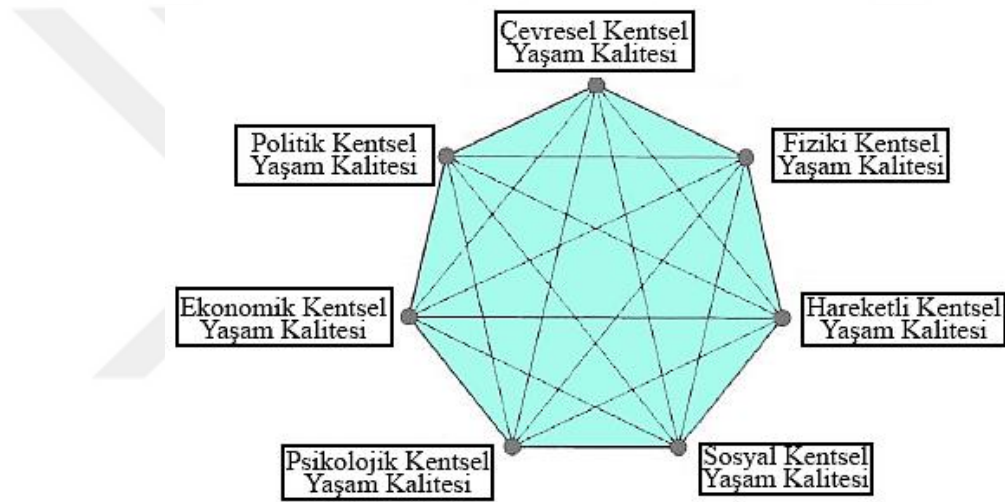 Çevresel Kentsel
Yaşam Kalitesi
Politik Kentsel
Yaşam Kalitesi
Fiziki Kentsel
Yaşam Kalitesi
Ekonomik Kentsel
Yaşam Kalitesi
Hareketli Kentsel
Yaşam Kalitesi
Psikolojik Kentsel
Yaşam Kalitesi
Sosyal Kentsel
Yaşam Kalitesi